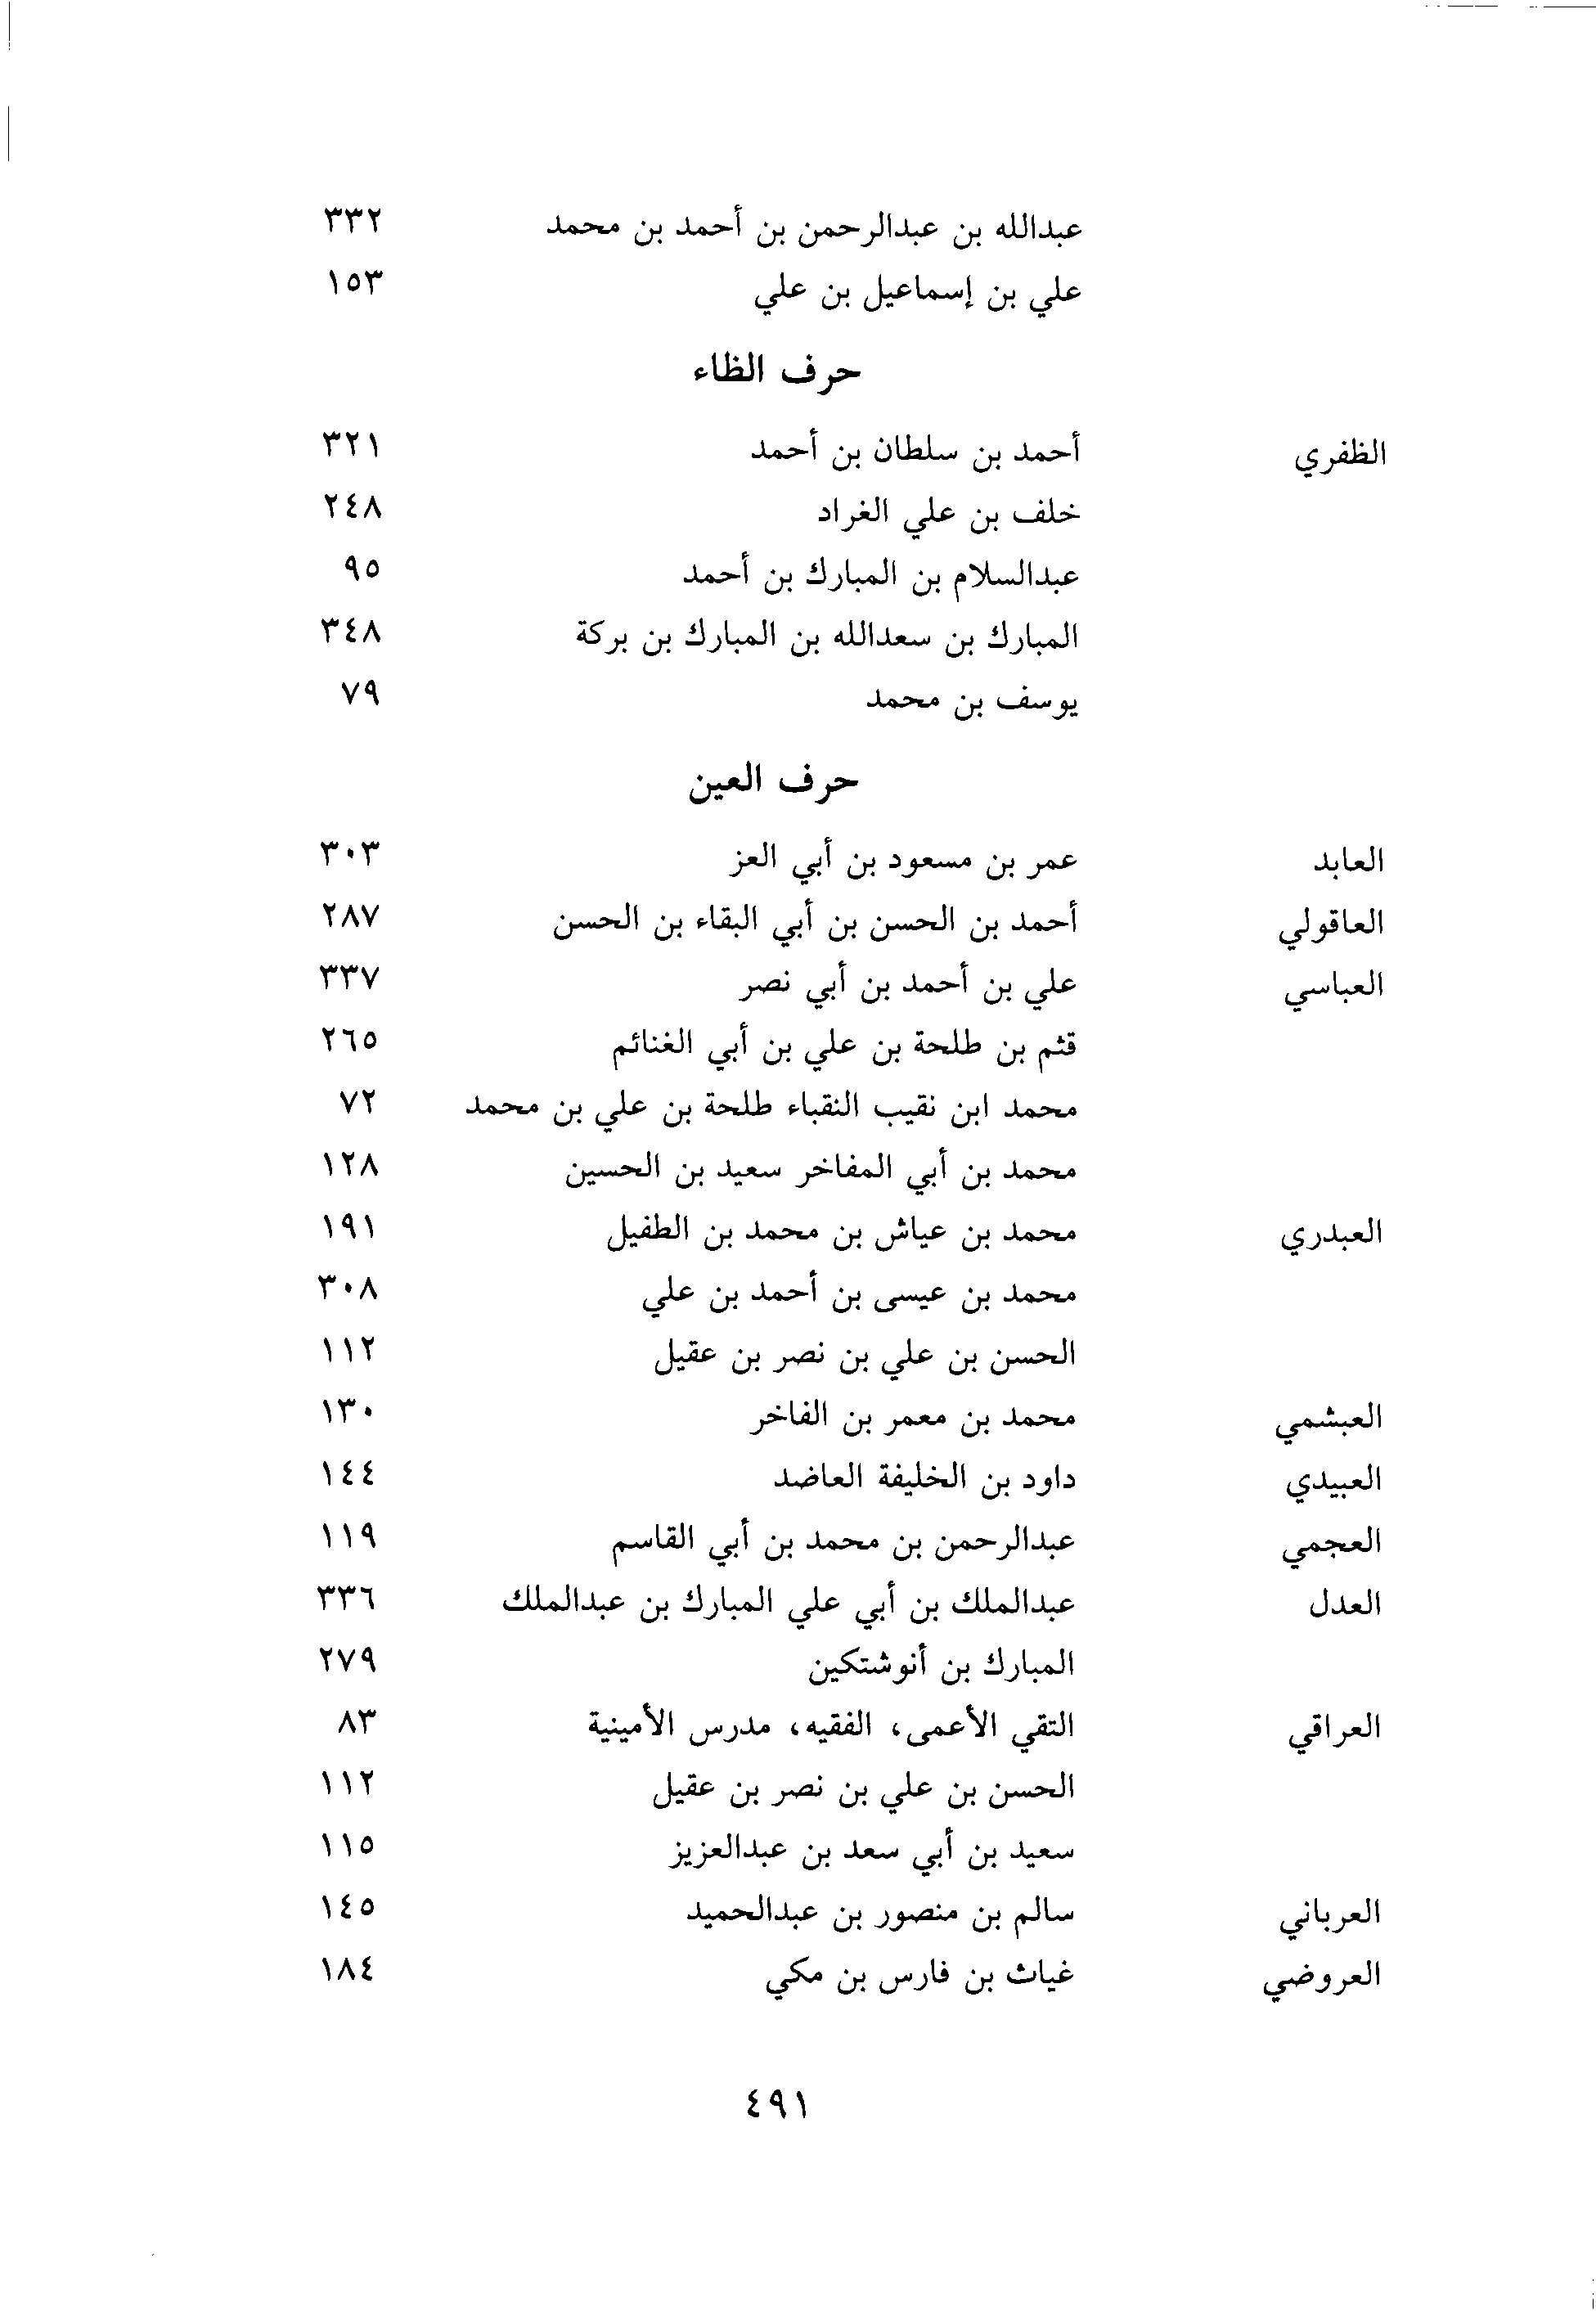 عبدالله بن عبدالرحمن بن أحمد بن محمد ٣٣٢
علي بن إسماعيل بن علي ١٥٣
حرف الظاء
الظفري أحمد بن سلطان بن أحمد ٣٢١
خلف بن علي الغراد ٢٤٨
عبدالسلام بن المبارك بن أحمد ٩٥
المبارك بن سعدالله بن المبارك بن بركة ٣٤٨
يوسف بن محمد ٧٩
حرف العين
العابد عمر بن مسعود بن أبي العز ٣٠٣
العاقولي أحمد بن الحسن بن أبي البقاء بن الحسن ٢٨٧
العباسي علي بن أحمد بن أبي نصر ٣٣٧
قثم بن طلحة بن علي بن أبي الغنائم ٢٦٥
محمد ابن نقيب النقباء طلحة بن علي بن محمد ٧٢
محمد بن أبي المفاخر سعيد بن الحسين ١٢٨
العبدري محمد بن عياش بن محمد بن الطفيل ١٩١
محمد بن عيسى بن أحمد بن علي ٣٠٨
الحسن بن علي بن نصر بن عقيل ١١٢
العبشمي محمد بن معمر بن الفاخر ١٣٠
العبيدي داود بن الخليفة العاضد ١٤٤
العجمي عبدالرحمن بن محمد بن أبي القاسم ١١٩
العدل عبدالملك بن أبي علي المبارك بن عبدالملك ٣٣٦
المبارك بن أنوشتكين ٢٧٩
العراقي التقي الأعمى، الفقيه، مدرس الأمينية ٨٣
الحسن بن علي بن نصر بن عقيل ١١٢
سعيد بن أبي سعد بن عبدالعزيز ١١٥
العرباني سالم بن منصور بن عبدالحميد ١٤٥
العروضي غياث بن فارس بن مكي ١٨٤
٤٩١